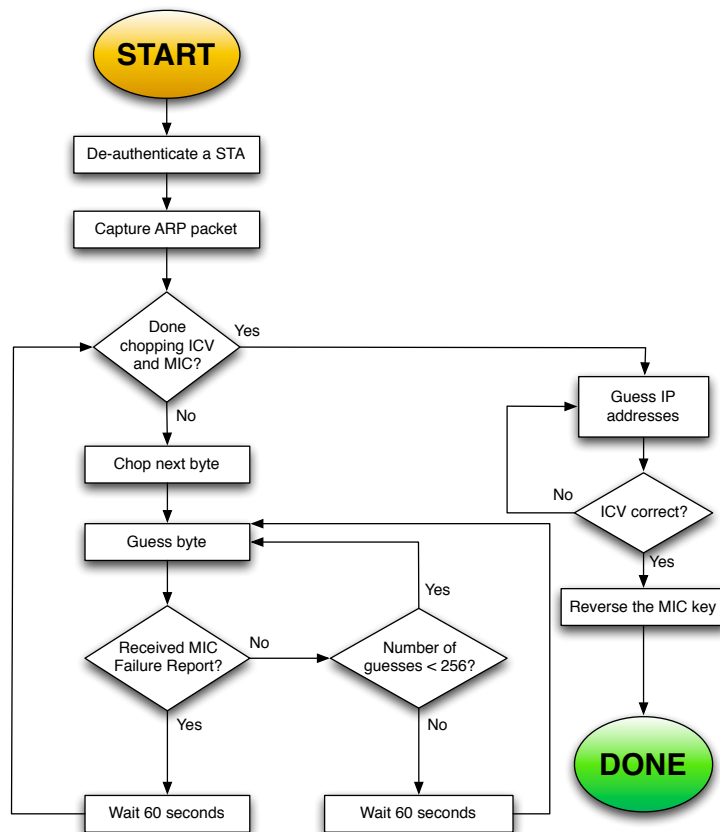 START
De-authenticate a STA
Capture ARP packet
Done
chopping ICV
and MIC?
Yes
No
Chop next byte
Guess byte
Received MIC
Failure Report?
No
Yes
Wait 60 seconds
Number of
guesses < 256?
Yes
No
Wait 60 seconds
Guess IP
addresses
ICV correct?
No
Yes
Reverse the MIC key
DONE